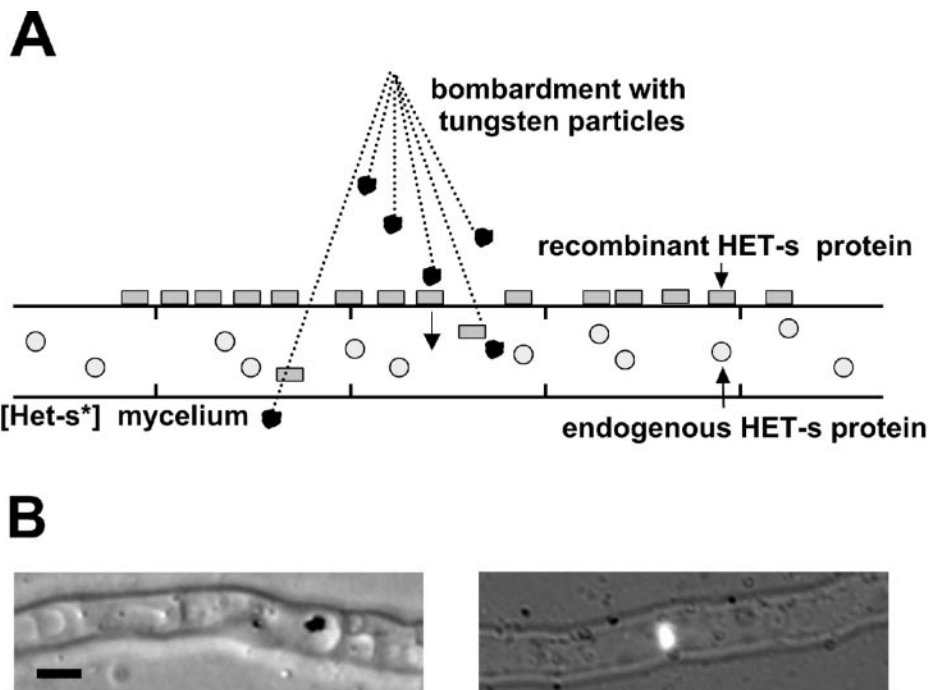 A
bombardment with
tungsten particles
recombinant HET-s protein
[Het-s*] mycelium
endogenous HET-s protein
B